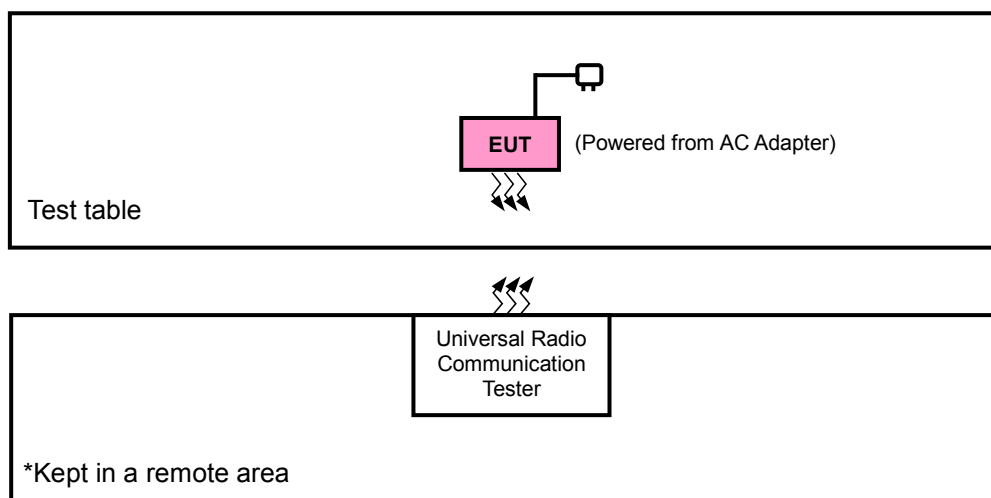 EUT
(Powered from AC Adapter)
Test table
Universal Radio
Communication
Tester
*Kept in a remote area